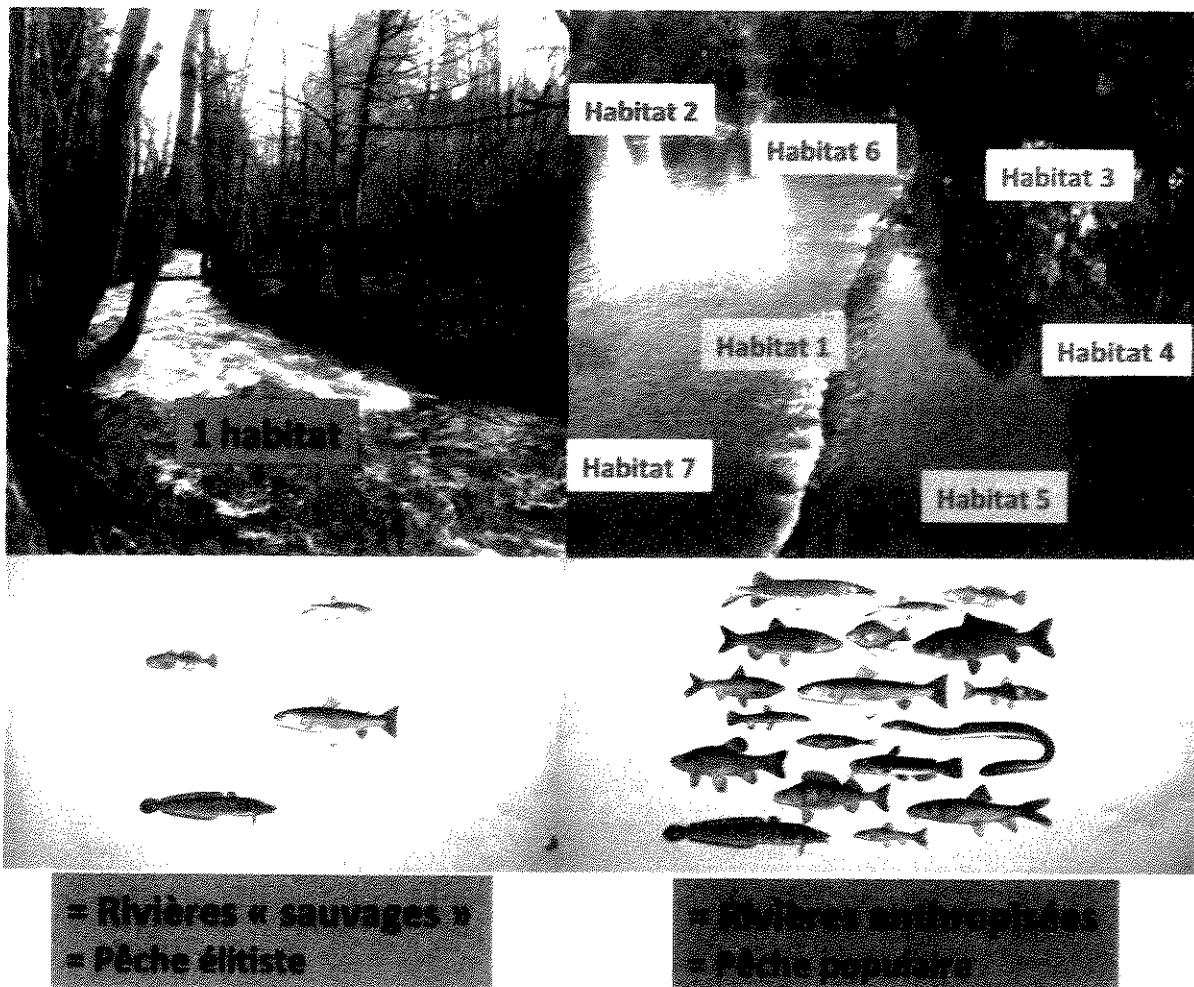 Habitat 2
Habitat 6
Habitat 3
Habitat 1
Habitat 4
1 habitat
Habitat 7
Habitat 5
= Rivières « sauvages »
= Pêche élitiste
= Rivières anthropisées
= Pêche populaire